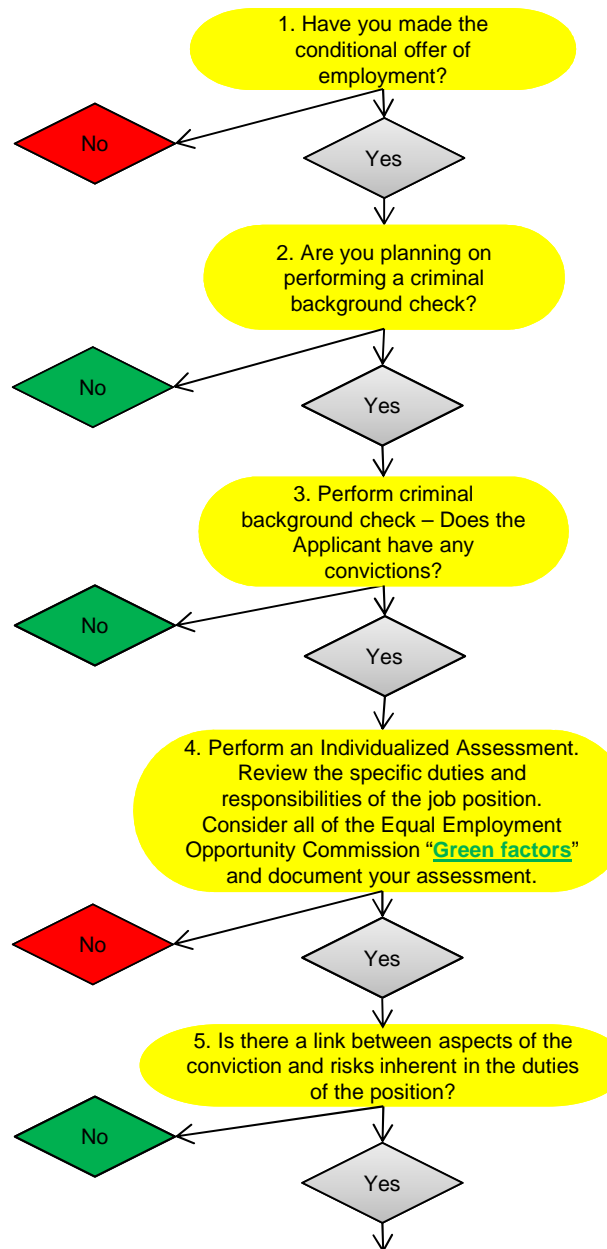 1. Have you made the
conditional offer of
employment?
No
Yes
2. Are you planning on
performing a criminal
background check?
No
Yes
3. Perform criminal
background check – Does the
Applicant have any
convictions?
No
Yes
4. Perform an Individualized Assessment.
Review the specific duties and
responsibilities of the job position.
Consider all of the Equal Employment
Opportunity Commission “Green factors”
and document your assessment.
No
Yes
5. Is there a link between aspects of the
conviction and risks inherent in the duties
of the position?
No
Yes